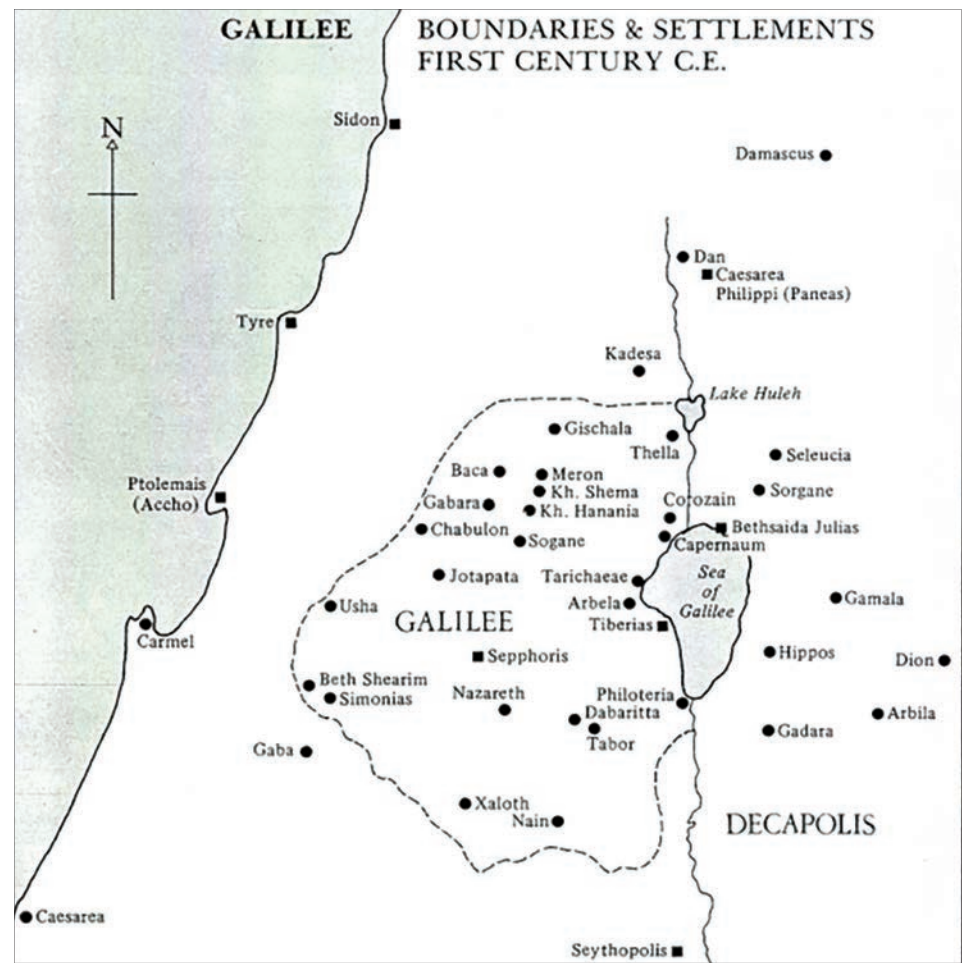 GALILEE
BOUNDARIES & SETTLEMENTS
FIRST CENTURY C.E.
N
Sidon
Damascus
Dan
Caesarea
Philippi (Paneas)
Tyre
Kadesa
Lake Huleh
Gischala
Thella
Seleucia
Baca
Meron
Ptolemais
(Accho)
Kh. Shema
Sorgane
Gabara
Kh. Hanania
Corozain
Chabulon
Bethsaida Julias
Sogane
Capernaum
Jotapata
Tarichaeae
Sea
of
Galilee
Usha
Arbela
Gamala
GALILEE
Tiberias
Carmel
Sepphoris
Hippos
Dion
Beth Shearim
Simonias
Nazareth
Philoteria
Dabaritta
Arbila
Tabor
Gadara
Gaba
Xaloth
Nain
DECAPOLIS
Caesarea
Seythopolis